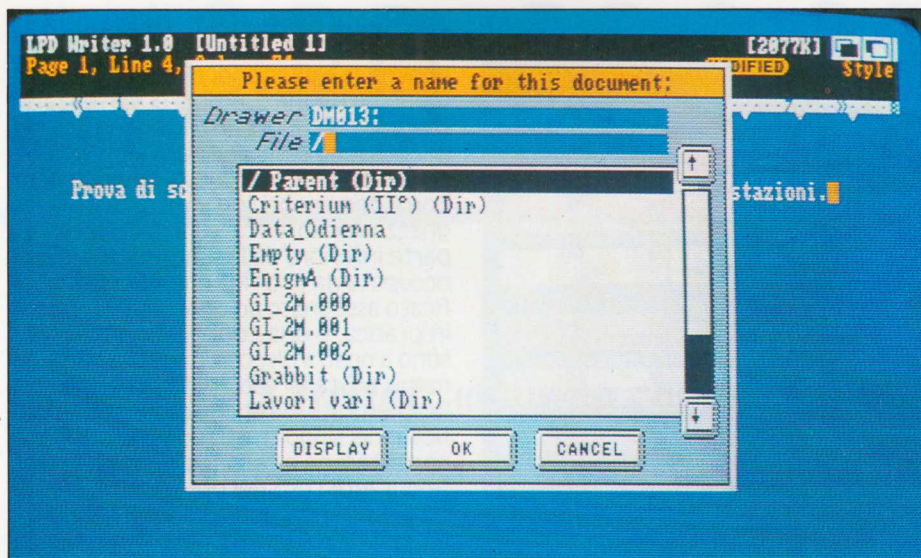 LPD Writer 1.0 [Untitled 1] [2077K]
Page 1, Line 4, Style
Please enter a name for this document:
Drawer DM013:
File /
/ Parent (Dir)
Prova di so stazioni.
Criterium (II°) (Dir)
Data_Odierna
Empty (Dir)
EnigmA (Dir)
GI_2M.000
GI_2M.001
GI_2M.002
Grabbit (Dir)
Lavori vari (Dir)
DISPLAY OK CANCEL